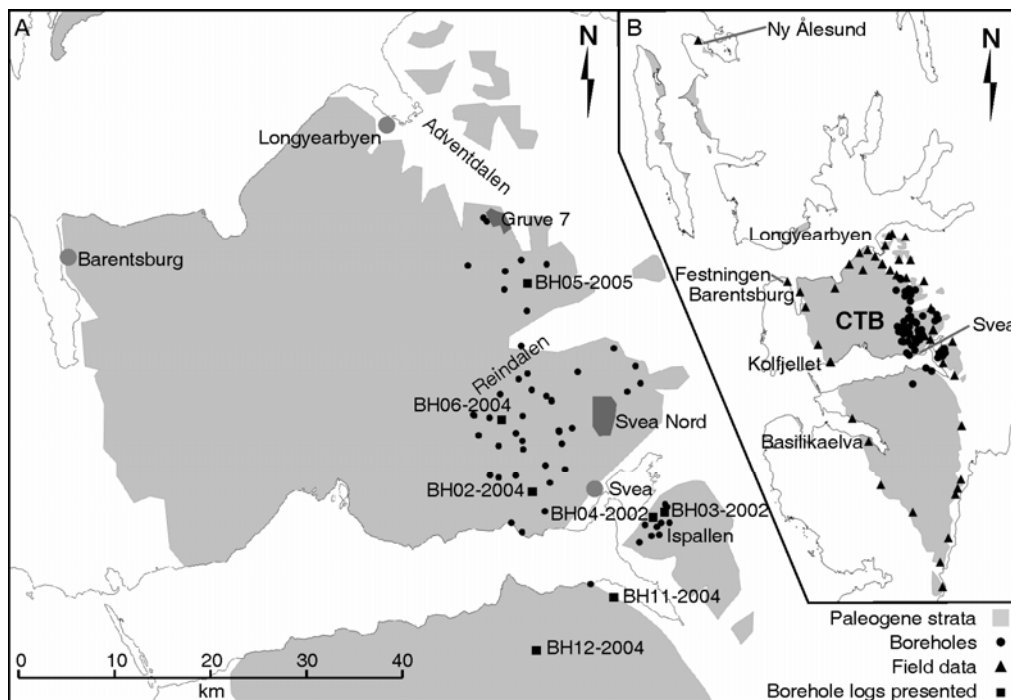 A
N
Longyearbyen
Adventdalen
Gruve 7
Barentsburg
BH05-2005
Reindalen
BH06-2004
Svea Nord
BH02-2004
Svea
BH04-2002
BH03-2002
Ispallen
BH11-2004
BH12-2004
0 10 20 30 40
km
B
Ny Ålesund
N
Longyearbyen
Festningen
Barentsburg
CTB
Svea
Kolfjellet
Basilikaelva
Paleogene strata
Boreholes
Field data
Borehole logs presented